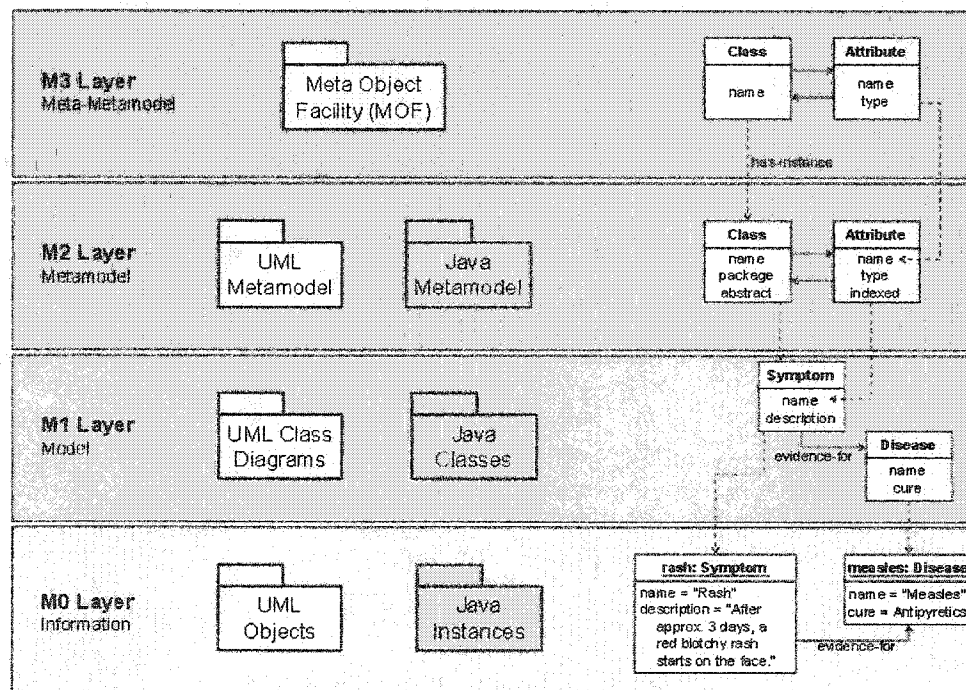 M3 Layer
Meta-Metamodel
Meta Object
Facility (MOF)
Class
name
Attribute
name
type
has-instance
M2 Layer
Metamodel
UML
Metamodel
Java
Metamodel
Class
name
package
abstract
Attribute
name
type
indexed
M1 Layer
Model
UML Class
Diagrams
Java
Classes
Symptom
name
description
evidence-for
Disease
name
cure
M0 Layer
Information
UML
Objects
Java
Instances
rash: Symptom
name = "Rash"
description = "After
approx. 3 days, a
red blotchy rash
starts on the face."
evidence-for
measles: Disease
name = "Measles"
cure = Antipyretics